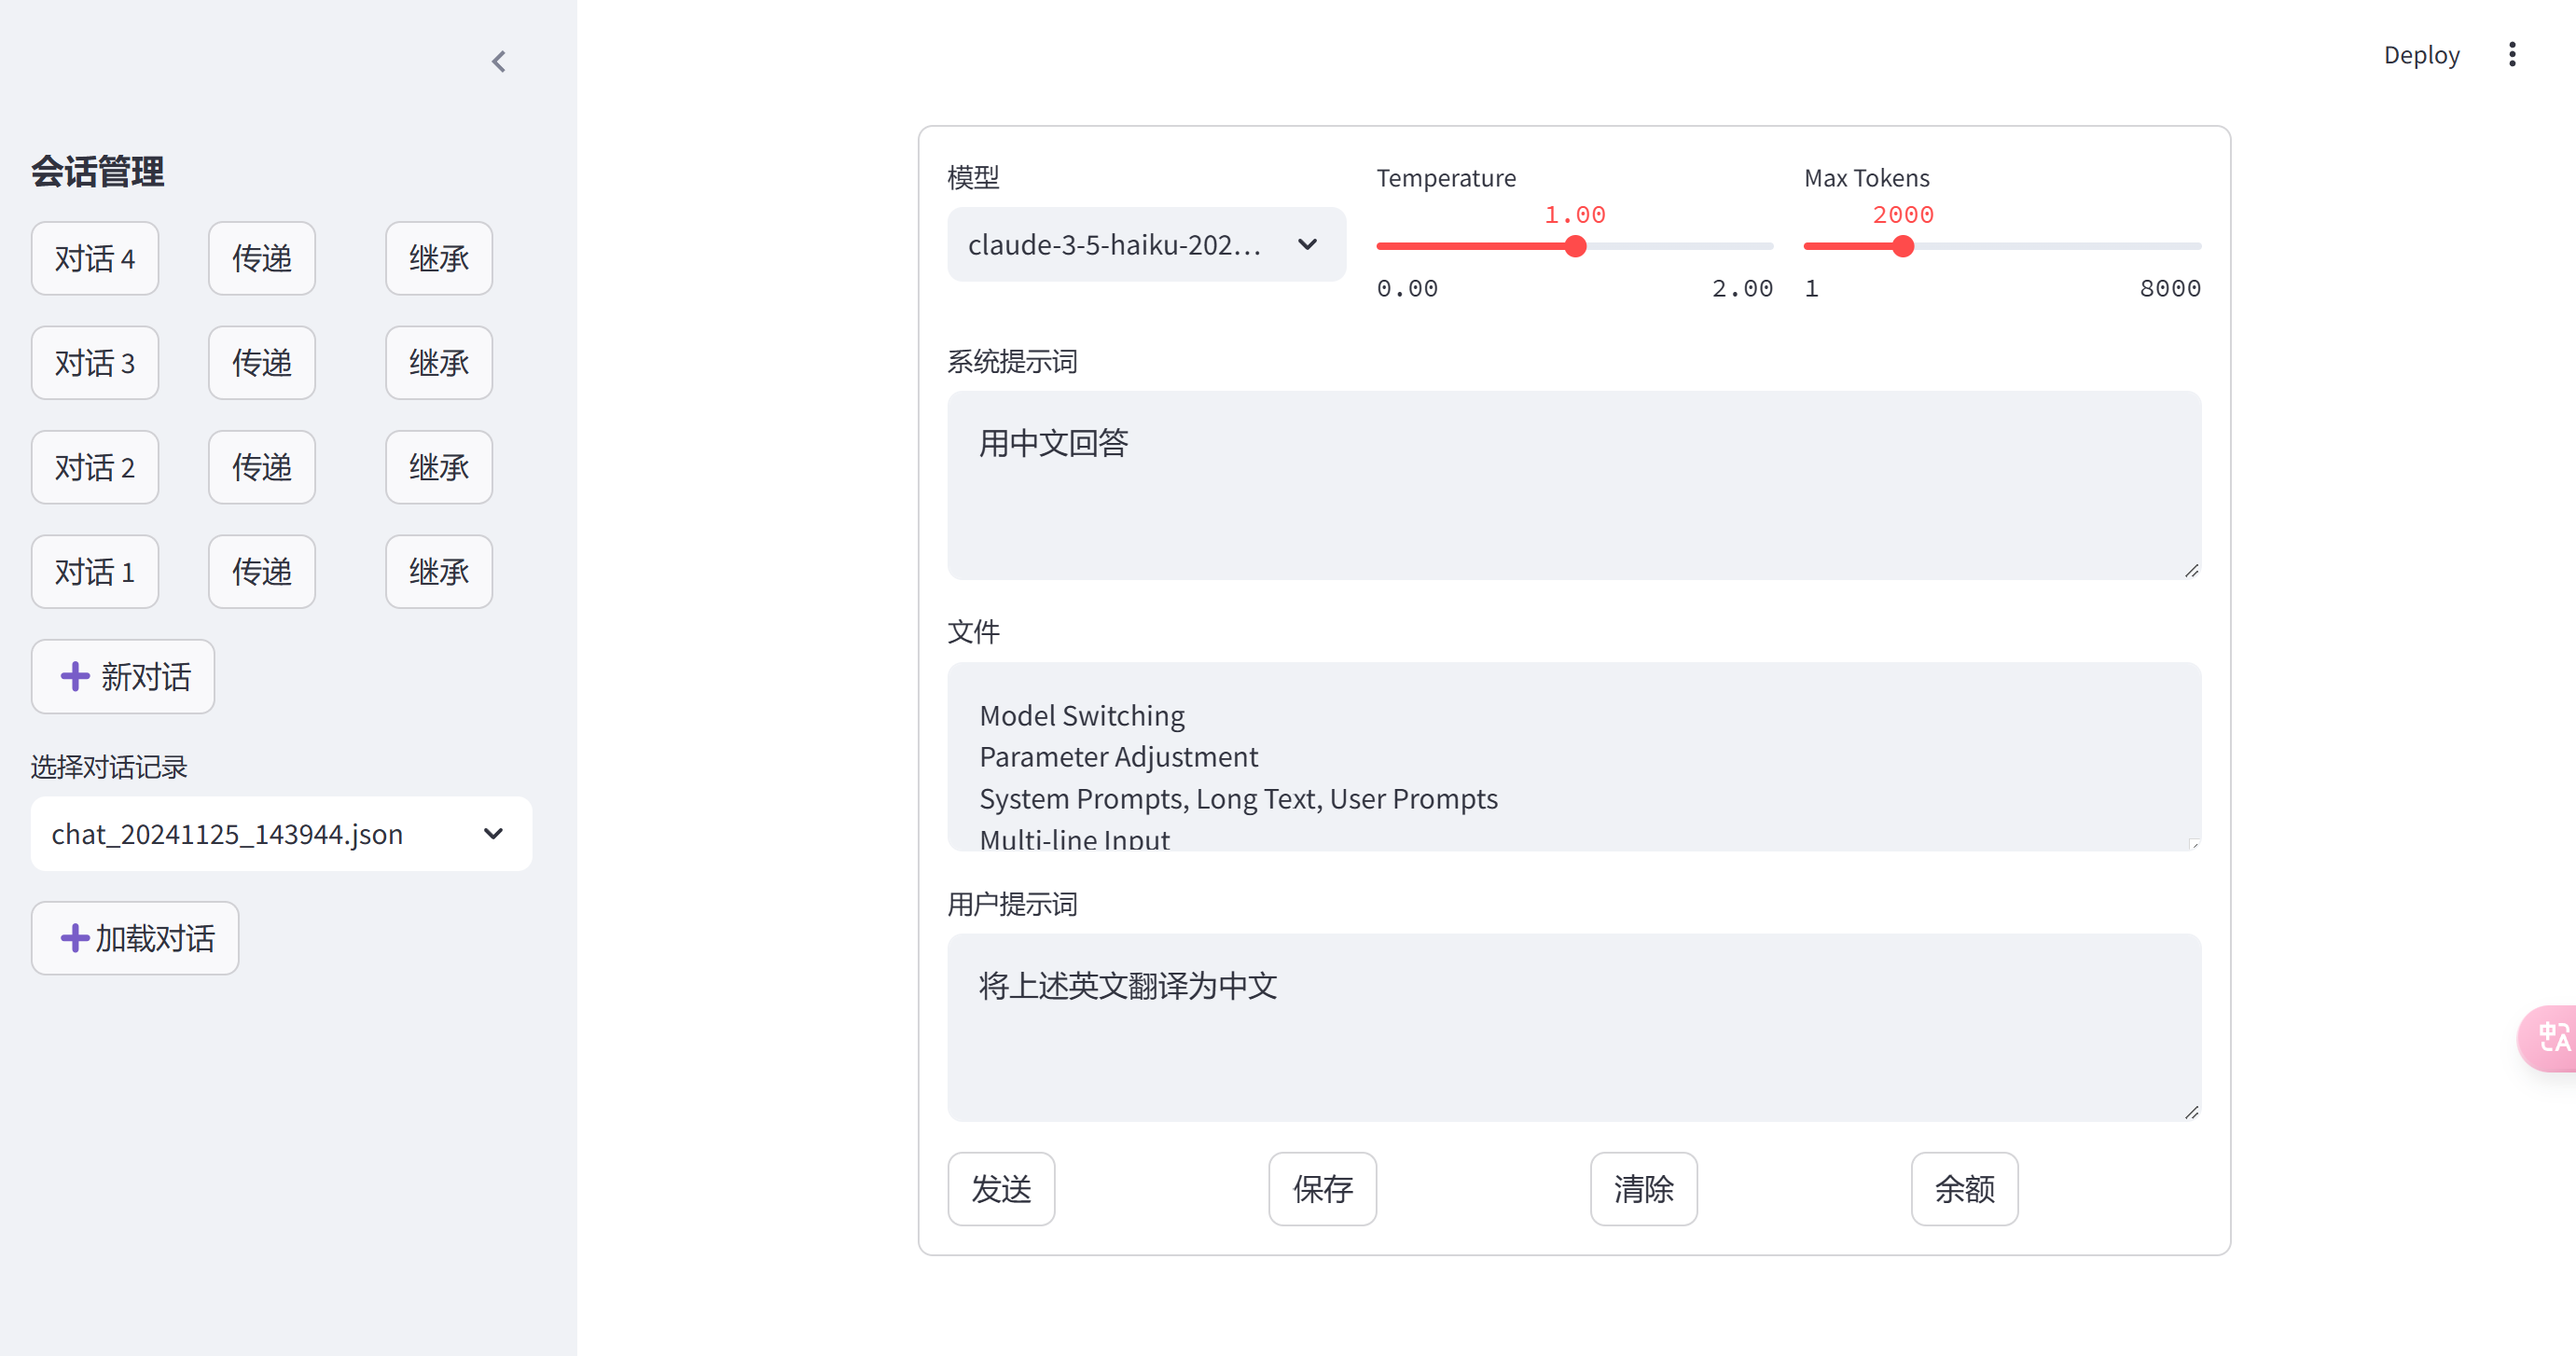 Deploy
会话管理
对话 4 传递 继承
对话 3 传递 继承
对话 2 传递 继承
对话 1 传递 继承
新对话
选择对话记录
chat_20241125_143944.json
加载对话
模型
claude-3-5-haiku-202...
Temperature
1.00
0.00 2.00
Max Tokens
2000
1 8000
系统提示词
用中文回答
文件
Model Switching
Parameter Adjustment
System Prompts, Long Text, User Prompts
Multi-line Input
用户提示词
将上述英文翻译为中文
发送 保存 清除 余额
中A